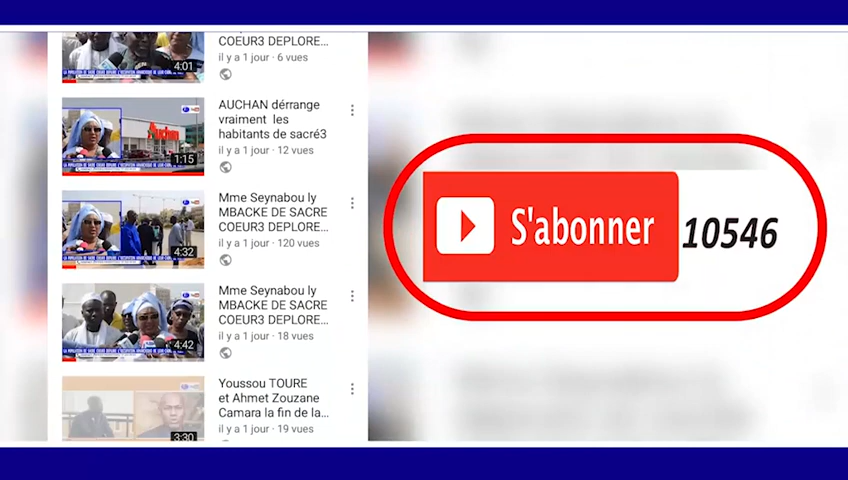 COEUR3 DEPLORE...
il y a 1 jour · 6 vues
4:01
AUCHAN dérrange
vraiment les
habitants de sacré3
il y a 1 jour · 12 vues
Auchan
1:15
Mme Seynabou ly
MBACKE DE SACRE
COEUR3 DEPLORE...
il y a 1 jour · 120 vues
4:32
Mme Seynabou ly
MBACKE DE SACRE
COEUR3 DEPLORE...
il y a 1 jour · 18 vues
4:42
Youssou TOURE
et Ahmet Zouzane
Camara la fin de la...
il y a 1 jour · 19 vues
3:30
S'abonner
10546